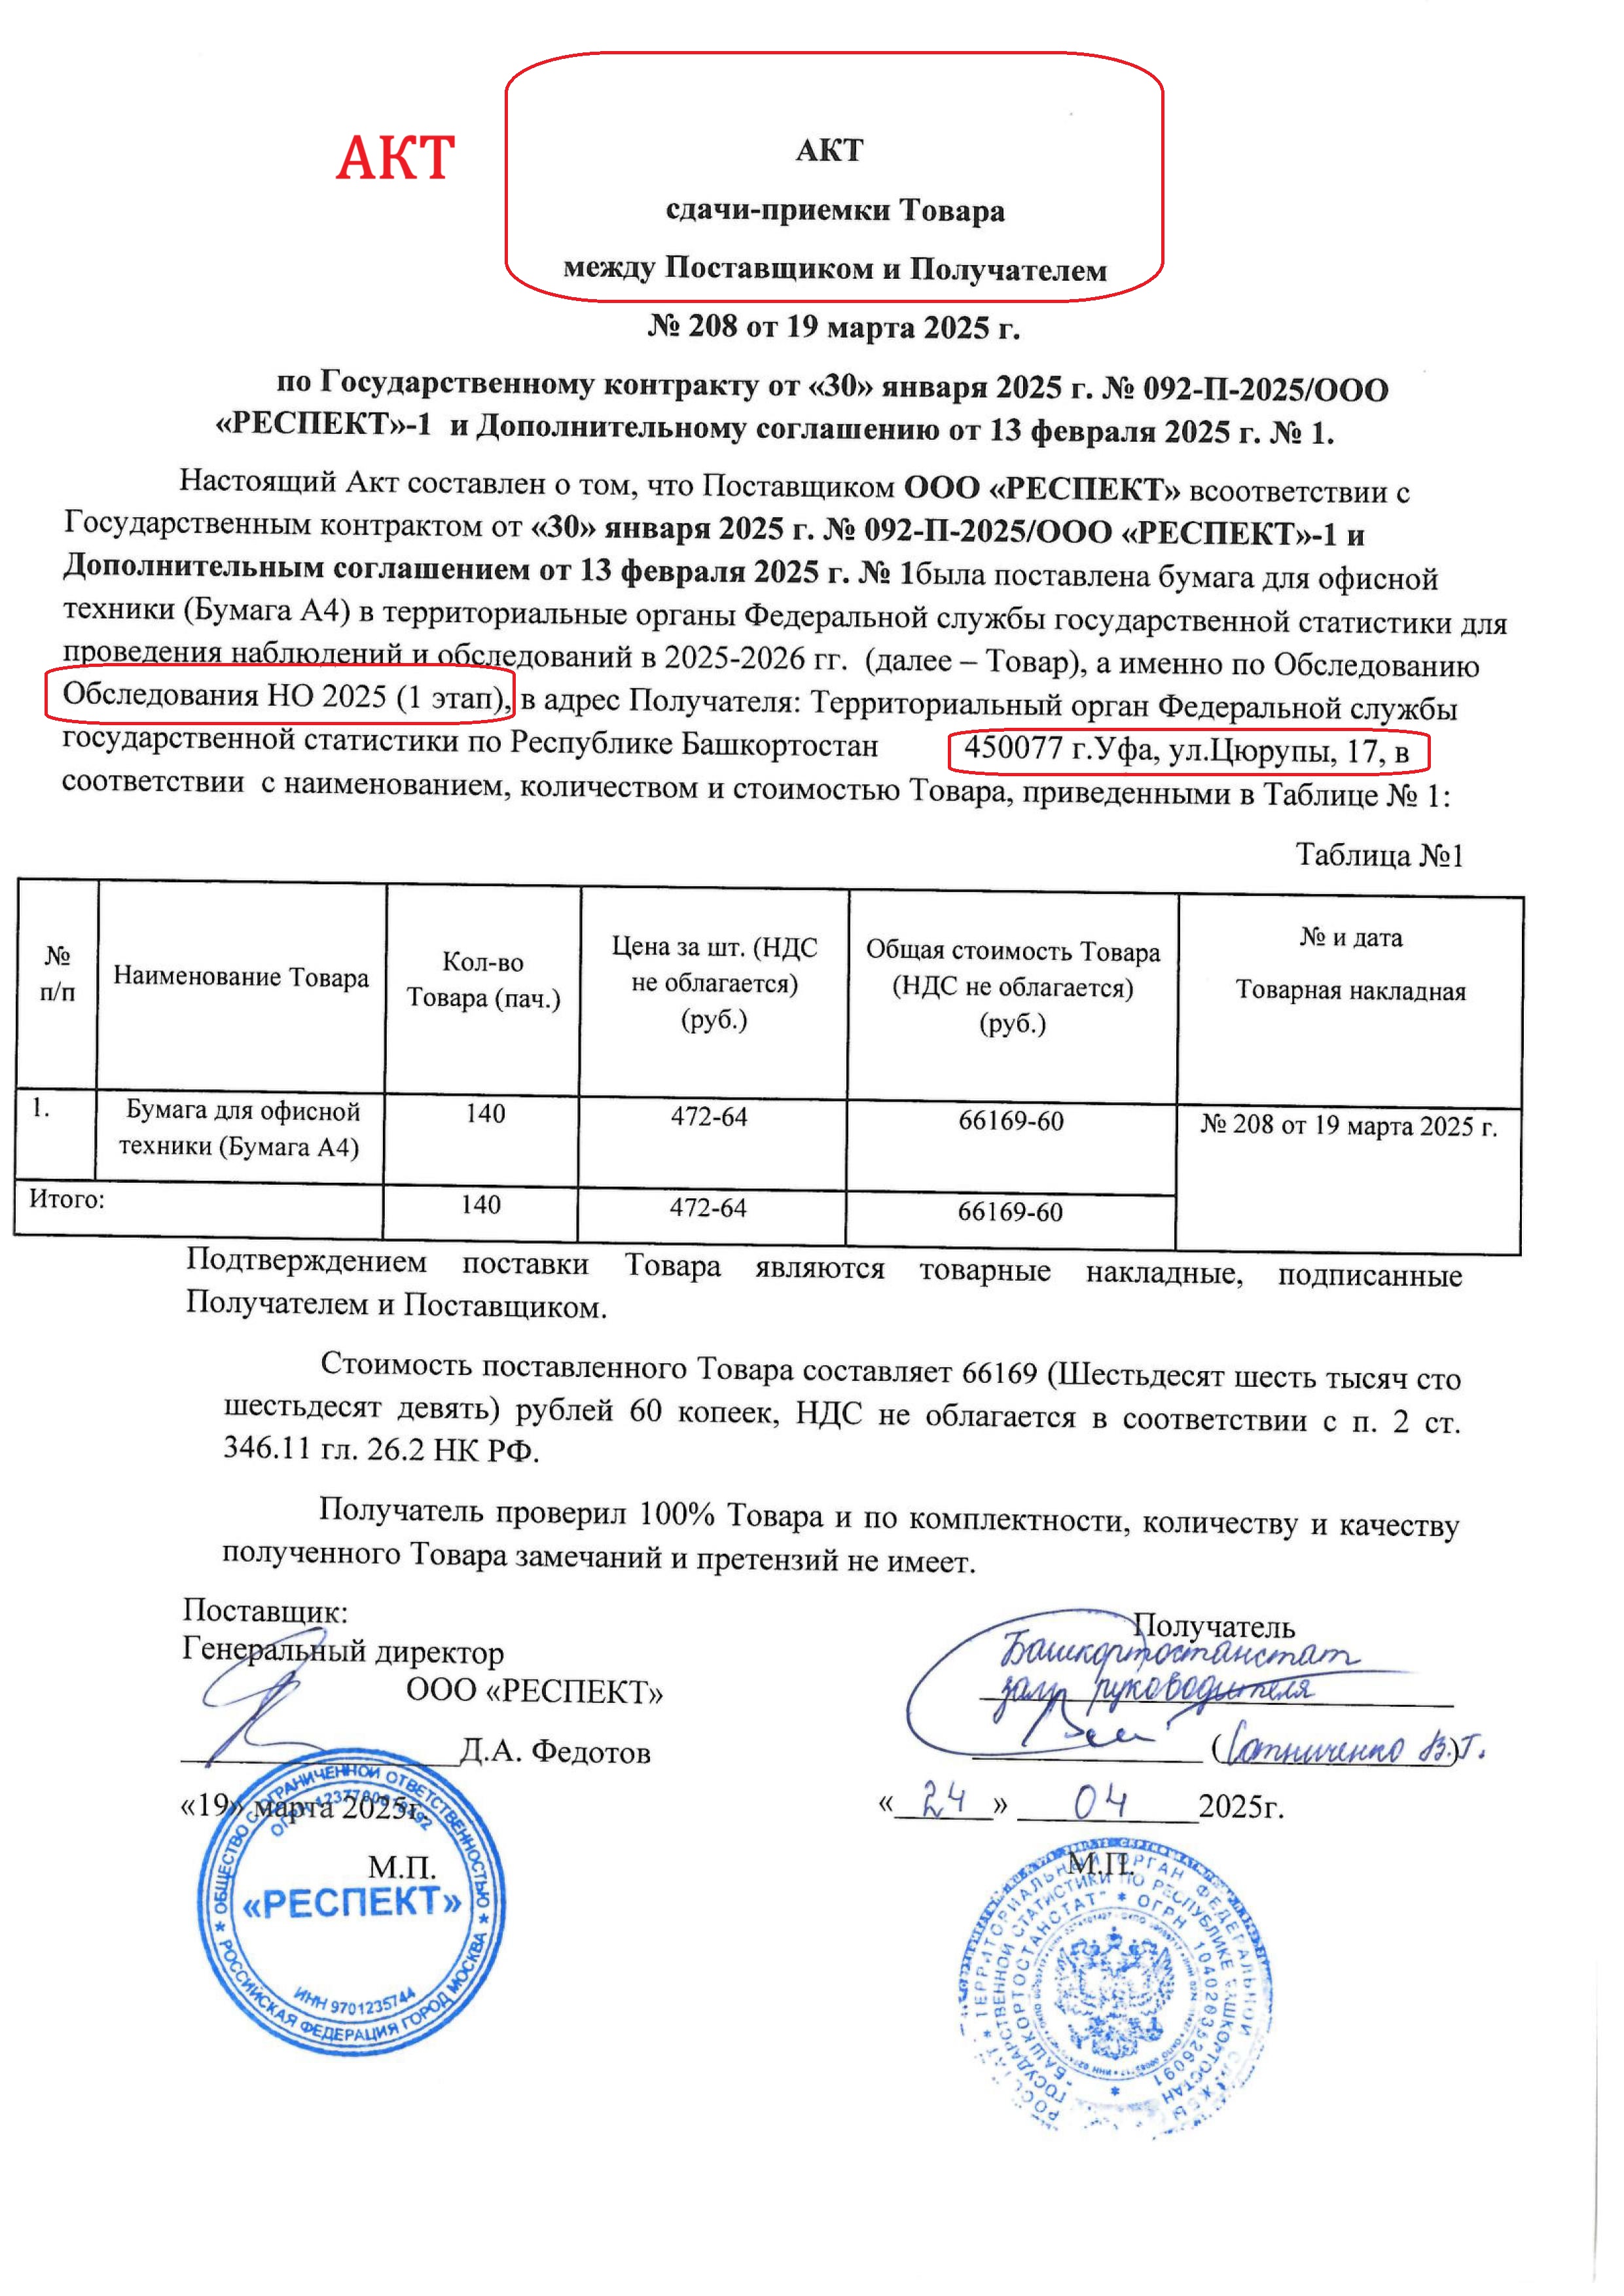 АКТ
АКТ
сдачи-приемки Товара
между Поставщиком и Получателем
№ 208 от 19 марта 2025 г.
по Государственному контракту от «30» января 2025 г. № 092-П-2025/ООО
«РЕСПЕКТ»-1 и Дополнительному соглашению от 13 февраля 2025 г. № 1.
Настоящий Акт составлен о том, что Поставщиком ООО «РЕСПЕКТ» всоответствии с
Государственным контрактом от «30» января 2025 г. № 092-П-2025/ООО «РЕСПЕКТ»-1 и
Дополнительным соглашением от 13 февраля 2025 г. № 1была поставлена бумага для офисной
техники (Бумага А4) в территориальные органы Федеральной службы государственной статистики для
проведения наблюдений и обследований в 2025-2026 гг. (далее – Товар), а именно по Обследованию
Обследования НО 2025 (1 этап), в адрес Получателя: Территориальный орган Федеральной службы
государственной статистики по Республике Башкортостан 450077 г.Уфа, ул.Цюрупы, 17, в
соответствии с наименованием, количеством и стоимостью Товара, приведенными в Таблице № 1:
Таблица №1
№ п/п Наименование Товара Кол-во Товара (пач.) Цена за шт. (НДС не облагается) (руб.) Общая стоимость Товара (НДС не облагается) (руб.) № и дата Товарная накладная
1. Бумага для офисной техники (Бумага А4) 140 472-64 66169-60 № 208 от 19 марта 2025 г.
Итого: 140 472-64 66169-60
Подтверждением поставки Товара являются товарные накладные, подписанные
Получателем и Поставщиком.
Стоимость поставленного Товара составляет 66169 (Шестьдесят шесть тысяч сто
шестьдесят девять) рублей 60 копеек, НДС не облагается в соответствии с п. 2 ст.
346.11 гл. 26.2 НК РФ.
Получатель проверил 100% Товара и по комплектности, количеству и качеству
полученного Товара замечаний и претензий не имеет.
Поставщик:
Генеральный директор
ООО «РЕСПЕКТ»
Д.А. Федотов
«19» марта 2025г.
М.П.
ОБЩЕСТВО С ОГРАНИЧЕННОЙ ОТВЕТСТВЕННОСТЬЮ
«РЕСПЕКТ»
ИНН 9701235744
РОССИЙСКАЯ ФЕДЕРАЦИЯ ГОРОД МОСКВА
Получатель
Башкортостанстат
зам. руководителя
(Сотниченко В.Г.)
«24» 04 2025г.
М.П.
ТЕРРИТОРИАЛЬНЫЙ ОРГАН ФЕДЕРАЛЬНОЙ СЛУЖБЫ
ГОСУДАРСТВЕННОЙ СТАТИСТИКИ ПО РЕСПУБЛИКЕ БАШКОРТОСТАН
"БАШКОРТОСТАНСТАТ" * ОГРН 1040203526091